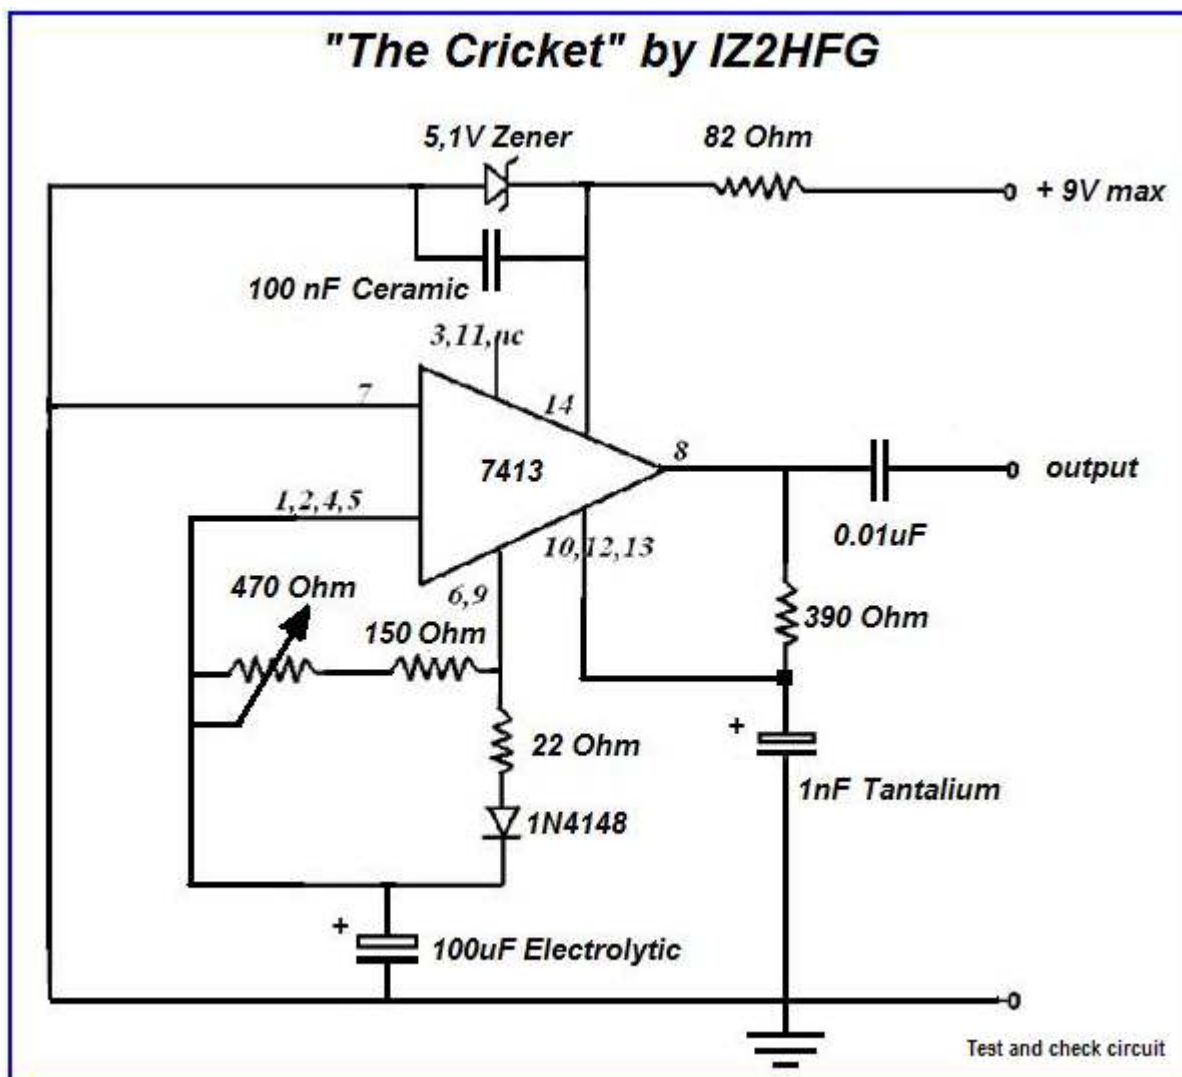 "The Cricket" by IZ2HFG
5,1V Zener
82 Ohm
+ 9V max
100 nF Ceramic
3,11,nc
7
14
7413
8
output
1,2,4,5
10,12,13
0.01uF
470 Ohm
6,9
150 Ohm
390 Ohm
+
22 Ohm
1nF Tantalium
1N4148
+
100uF Electrolytic
Test and check circuit